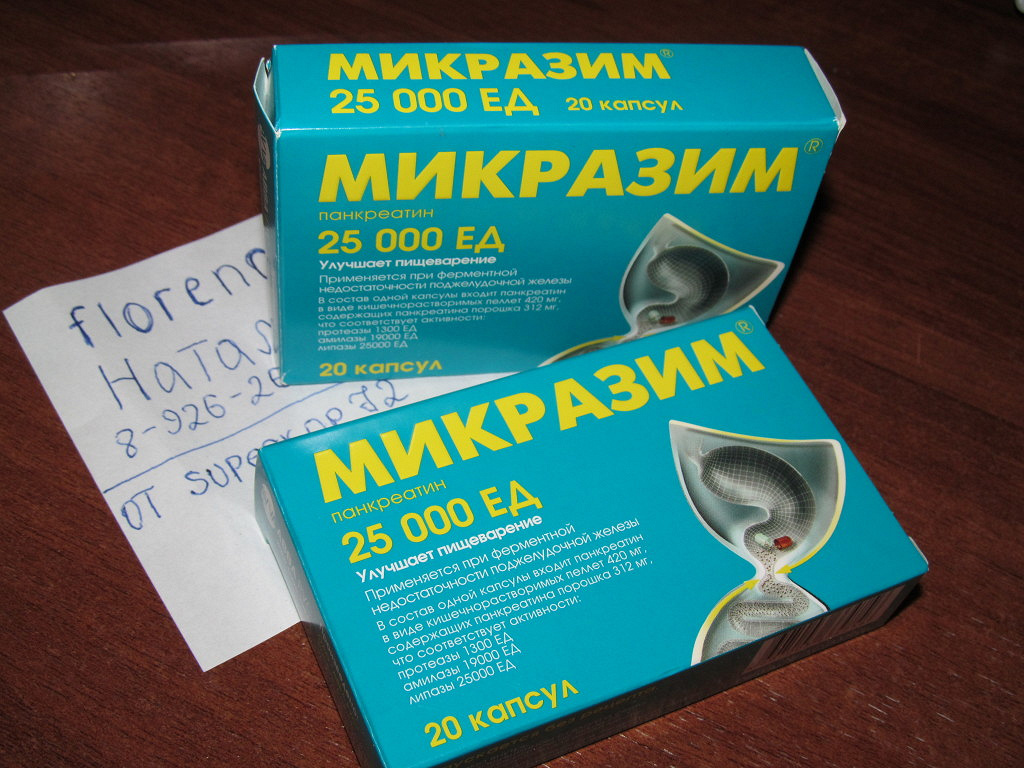 МИКРАЗИМ®
25 000 ЕД 20 капсул
МИКРАЗИМ®
панкреатин
25 000 ЕД
Улучшает пищеварение
Применяется при ферментной
недостаточности поджелудочной железы
В состав одной капсулы входит панкреатин
в виде кишечнорастворимых пеллет 420 мг,
содержащих панкреатина порошка 312 мг,
что соответствует активности:
протеазы 1300 ЕД
амилазы 19000 ЕД
липазы 25000 ЕД
20 капсул
МИКРАЗИМ®
панкреатин
25 000 ЕД
Улучшает пищеварение
Применяется при ферментной
недостаточности поджелудочной железы
В состав одной капсулы входит панкреатин
в виде кишечнорастворимых пеллет 420 мг,
содержащих панкреатина порошка 312 мг,
что соответствует активности:
протеазы 1300 ЕД
амилазы 19000 ЕД
липазы 25000 ЕД
20 капсул
8-926-2
от